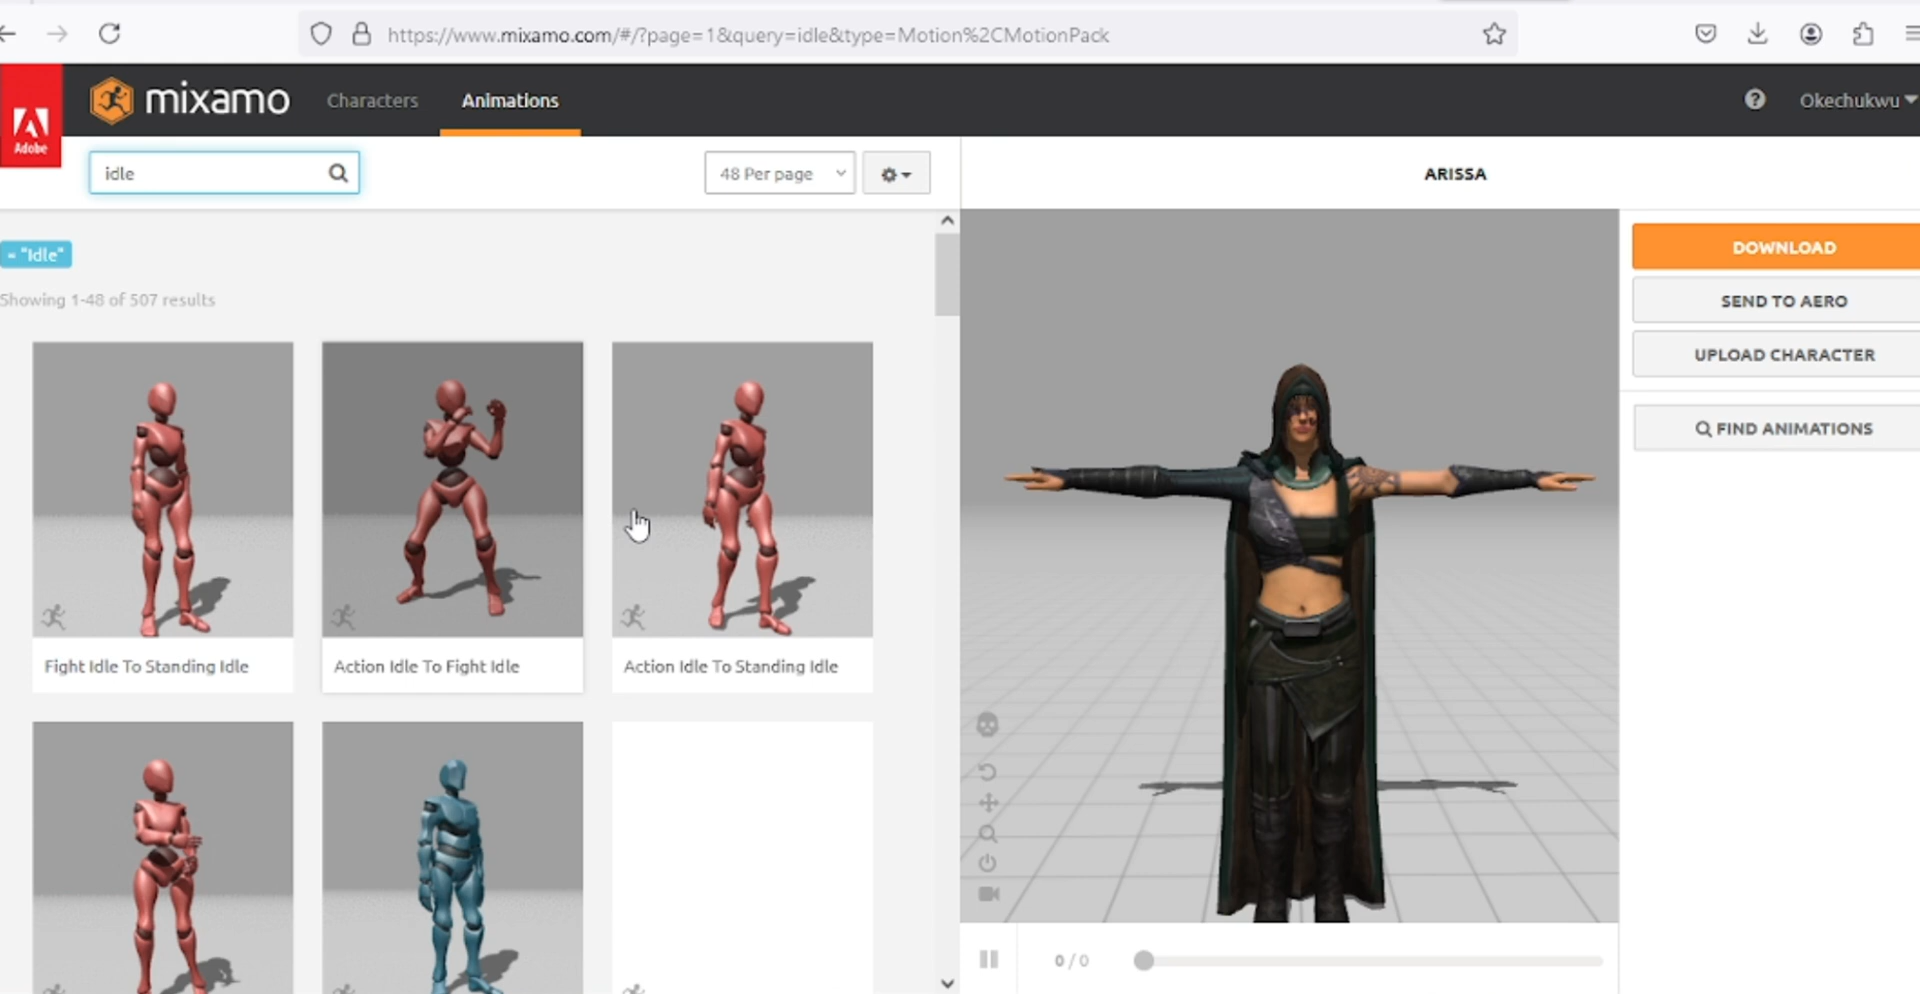 https://www.mixamo.com/#/?page=1&query=idle&type=Motion%2CMotionPack
Adobe
mixamo
Characters
Animations
Okechukwu
idle
48 Per page
ARISSA
= "Idle"
Showing 1-48 of 507 results
DOWNLOAD
SEND TO AERO
UPLOAD CHARACTER
FIND ANIMATIONS
Fight Idle To Standing Idle
Action Idle To Fight Idle
Action Idle To Standing Idle
0 / 0